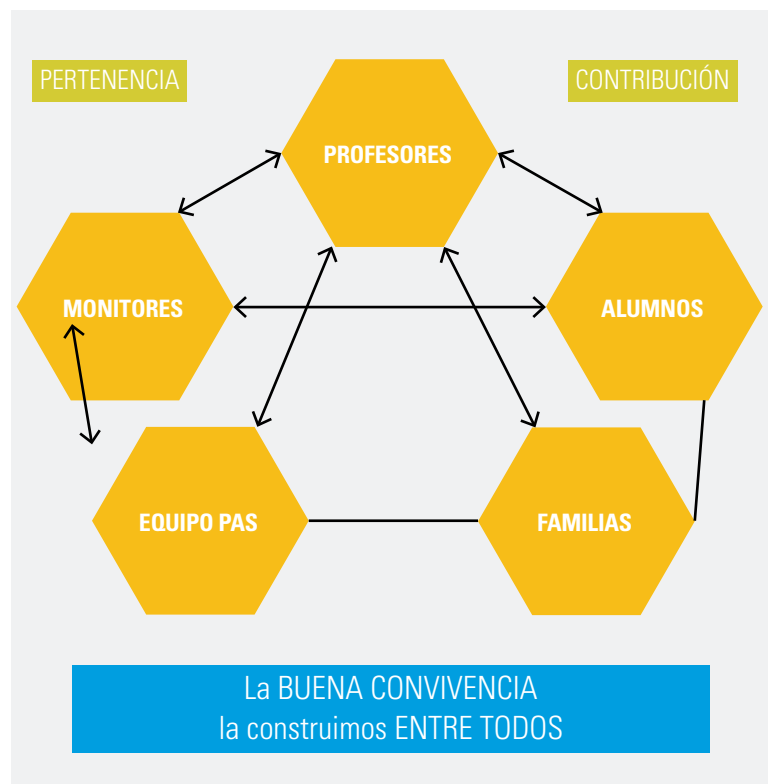 PERTENENCIA
CONTRIBUCIÓN
PROFESORES
MONITORES
ALUMNOS
EQUIPO PAS
FAMILIAS
La BUENA CONVIVENCIA
la construimos ENTRE TODOS